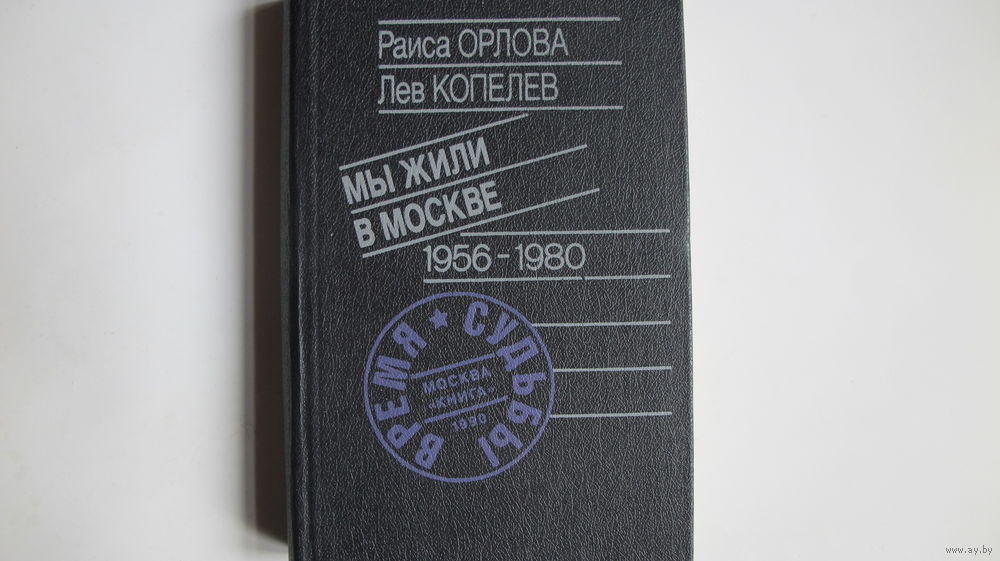 Раиса ОРЛОВА
Лев КОПЕЛЕВ
МЫ ЖИЛИ
В МОСКВЕ
1956-1980
ВРЕМЯ ★ СУДЬБЫ
МОСКВА
«КНИГА»
1990
www.ay.by